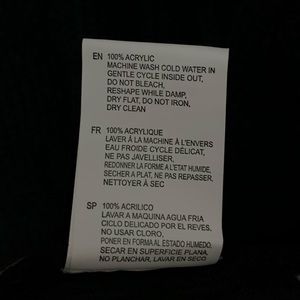 EN 100% ACRYLIC
MACHINE WASH COLD WATER IN
GENTLE CYCLE INSIDE OUT,
DO NOT BLEACH,
RESHAPE WHILE DAMP,
DRY FLAT, DO NOT IRON,
DRY CLEAN
FR 100% ACRYLIQUE
LAVER À LA MACHINE À L'ENVERS
EAU FROIDE CYCLE DÉLICAT,
NE PAS JAVELLISER,
REDONNER LA FORME A L'ETAT HUMIDE,
SECHER A PLAT, NE PAS REPASSER,
NETTOYER À SEC
SP 100% ACRILICO
LAVAR A MAQUINA AGUA FRIA
CICLO DELICADO POR EL REVES,
NO USAR CLORO,
PONER EN FORMA AL ESTADO HUMEDO,
SECAR EN SUPERFICIE PLANA,
NO PLANCHAR, LAVAR EN SECO